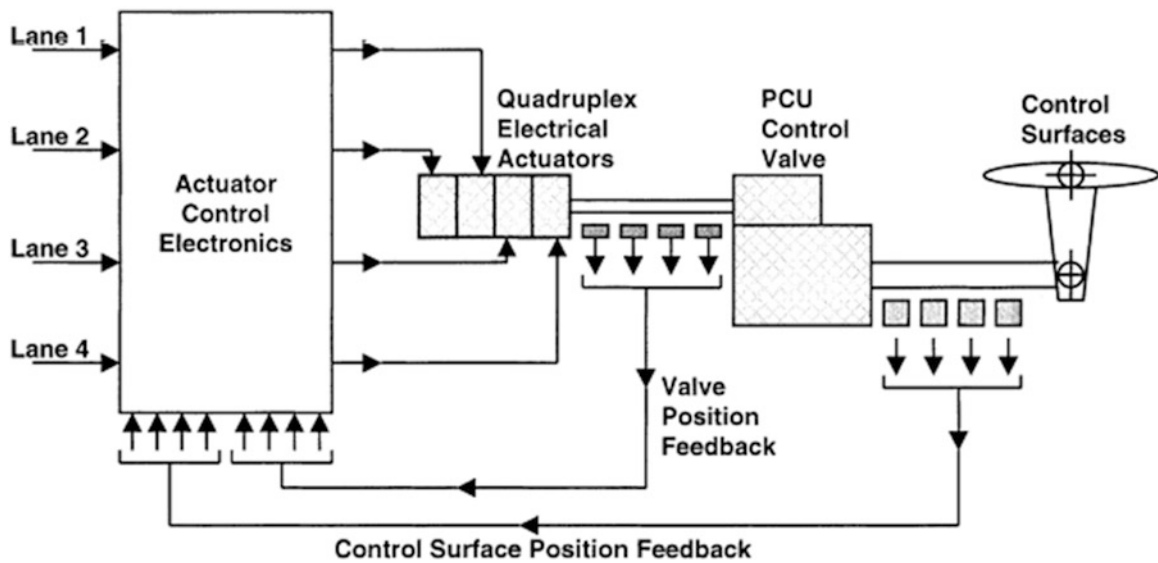 Lane 1
Lane 2
Lane 3
Lane 4
Actuator
Control
Electronics
Quadruplex
Electrical
Actuators
PCU
Control
Valve
Control
Surfaces
Valve
Position
Feedback
Control Surface Position Feedback